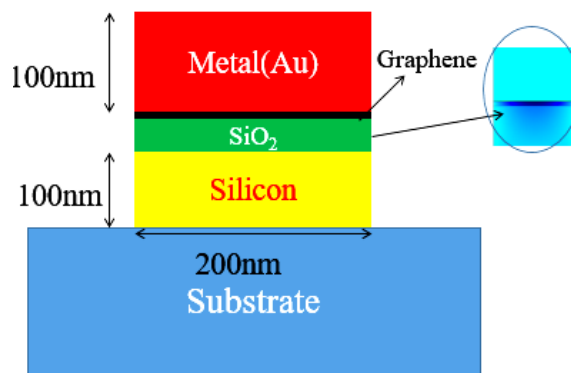 Metal(Au)
100nm
Graphene
SiO₂
100nm
Silicon
200nm
Substrate